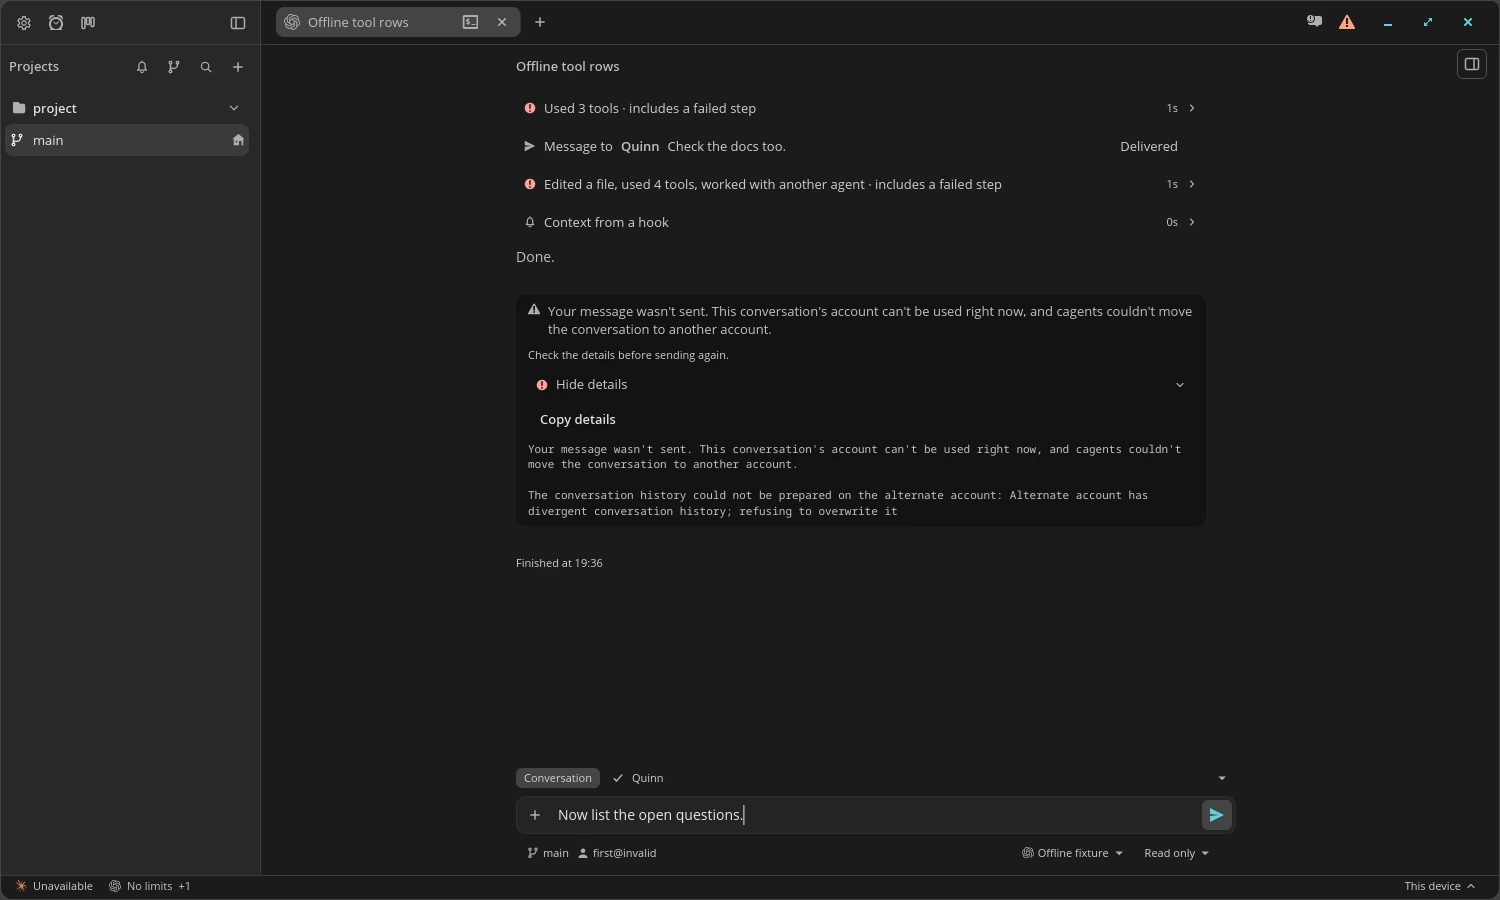 Offline tool rows
Projects
project
main
Offline tool rows
Used 3 tools · includes a failed step 1s
Message to Quinn Check the docs too. Delivered
Edited a file, used 4 tools, worked with another agent · includes a failed step 1s
Context from a hook 0s
Done.
Your message wasn't sent. This conversation's account can't be used right now, and cagents couldn't move
the conversation to another account.
Check the details before sending again.
Hide details
Copy details
Your message wasn't sent. This conversation's account can't be used right now, and cagents couldn't
move the conversation to another account.
The conversation history could not be prepared on the alternate account: Alternate account has
divergent conversation history; refusing to overwrite it
Finished at 19:36
Conversation Quinn
Now list the open questions.
main first@invalid Offline fixture Read only
Unavailable No limits +1 This device